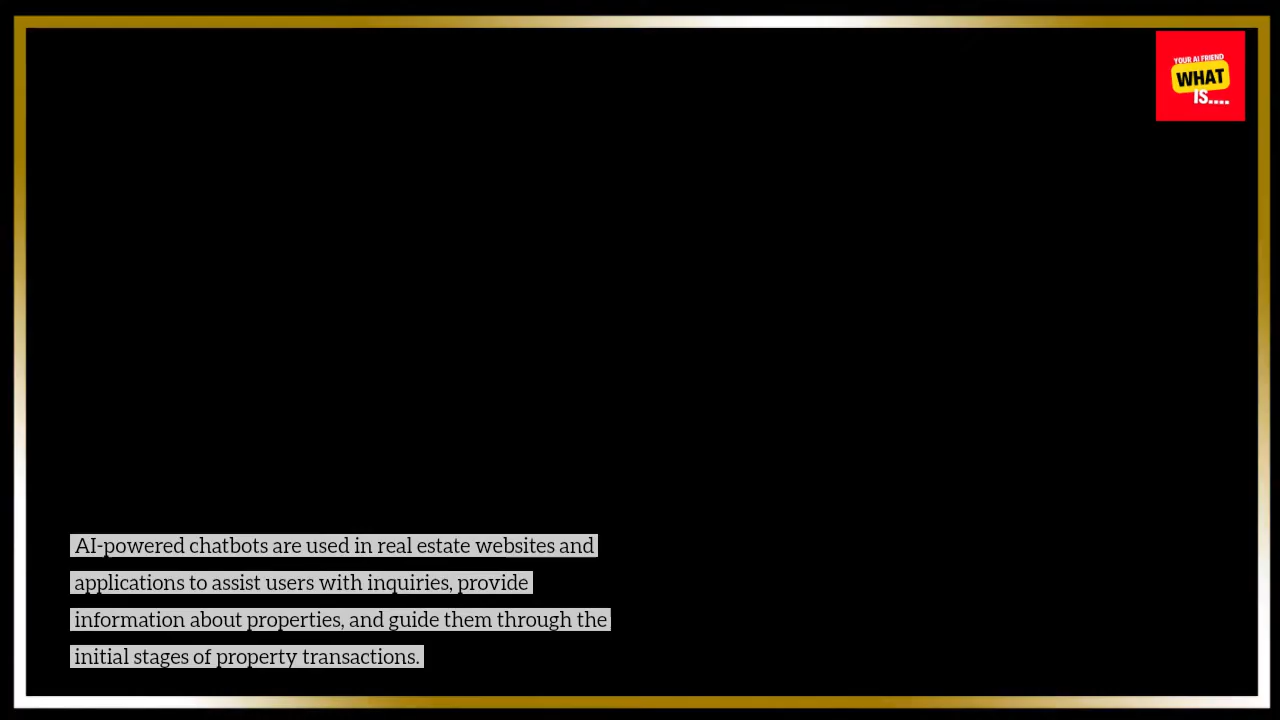 YOUR AI FRIEND
WHAT
IS....
AI-powered chatbots are used in real estate websites and
applications to assist users with inquiries, provide
information about properties, and guide them through the
initial stages of property transactions.